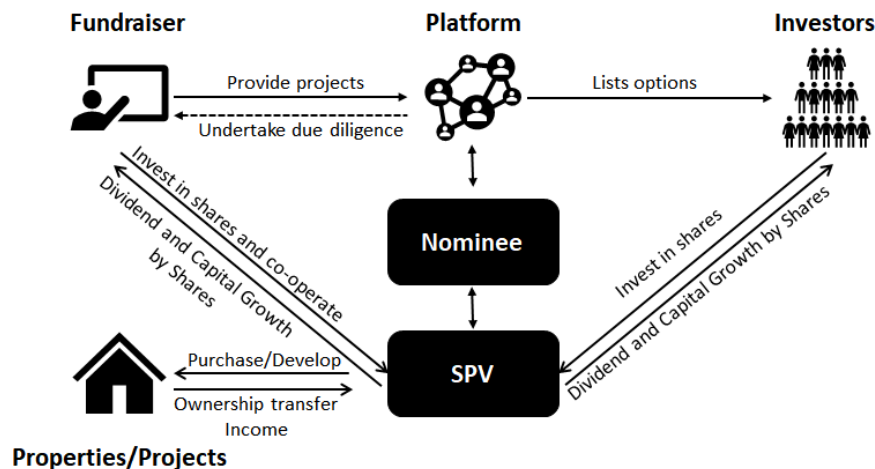 Fundraiser
Platform
Investors
Provide projects
Lists options
Undertake due diligence
Invest in shares and co-operate
Dividend and Capital Growth
by Shares
Nominee
Invest in shares
Dividend and Capital Growth by Shares
Purchase/Develop
SPV
Ownership transfer
Income
Properties/Projects